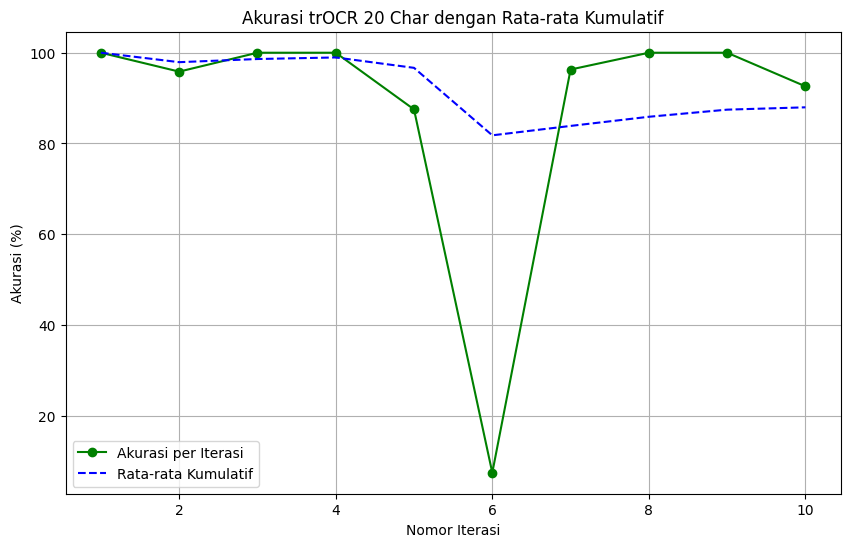 Akurasi trOCR 20 Char dengan Rata-rata Kumulatif
Akurasi (%)
100
80
60
40
20
Akurasi per Iterasi
Rata-rata Kumulatif
2 4 6 8 10
Nomor Iterasi